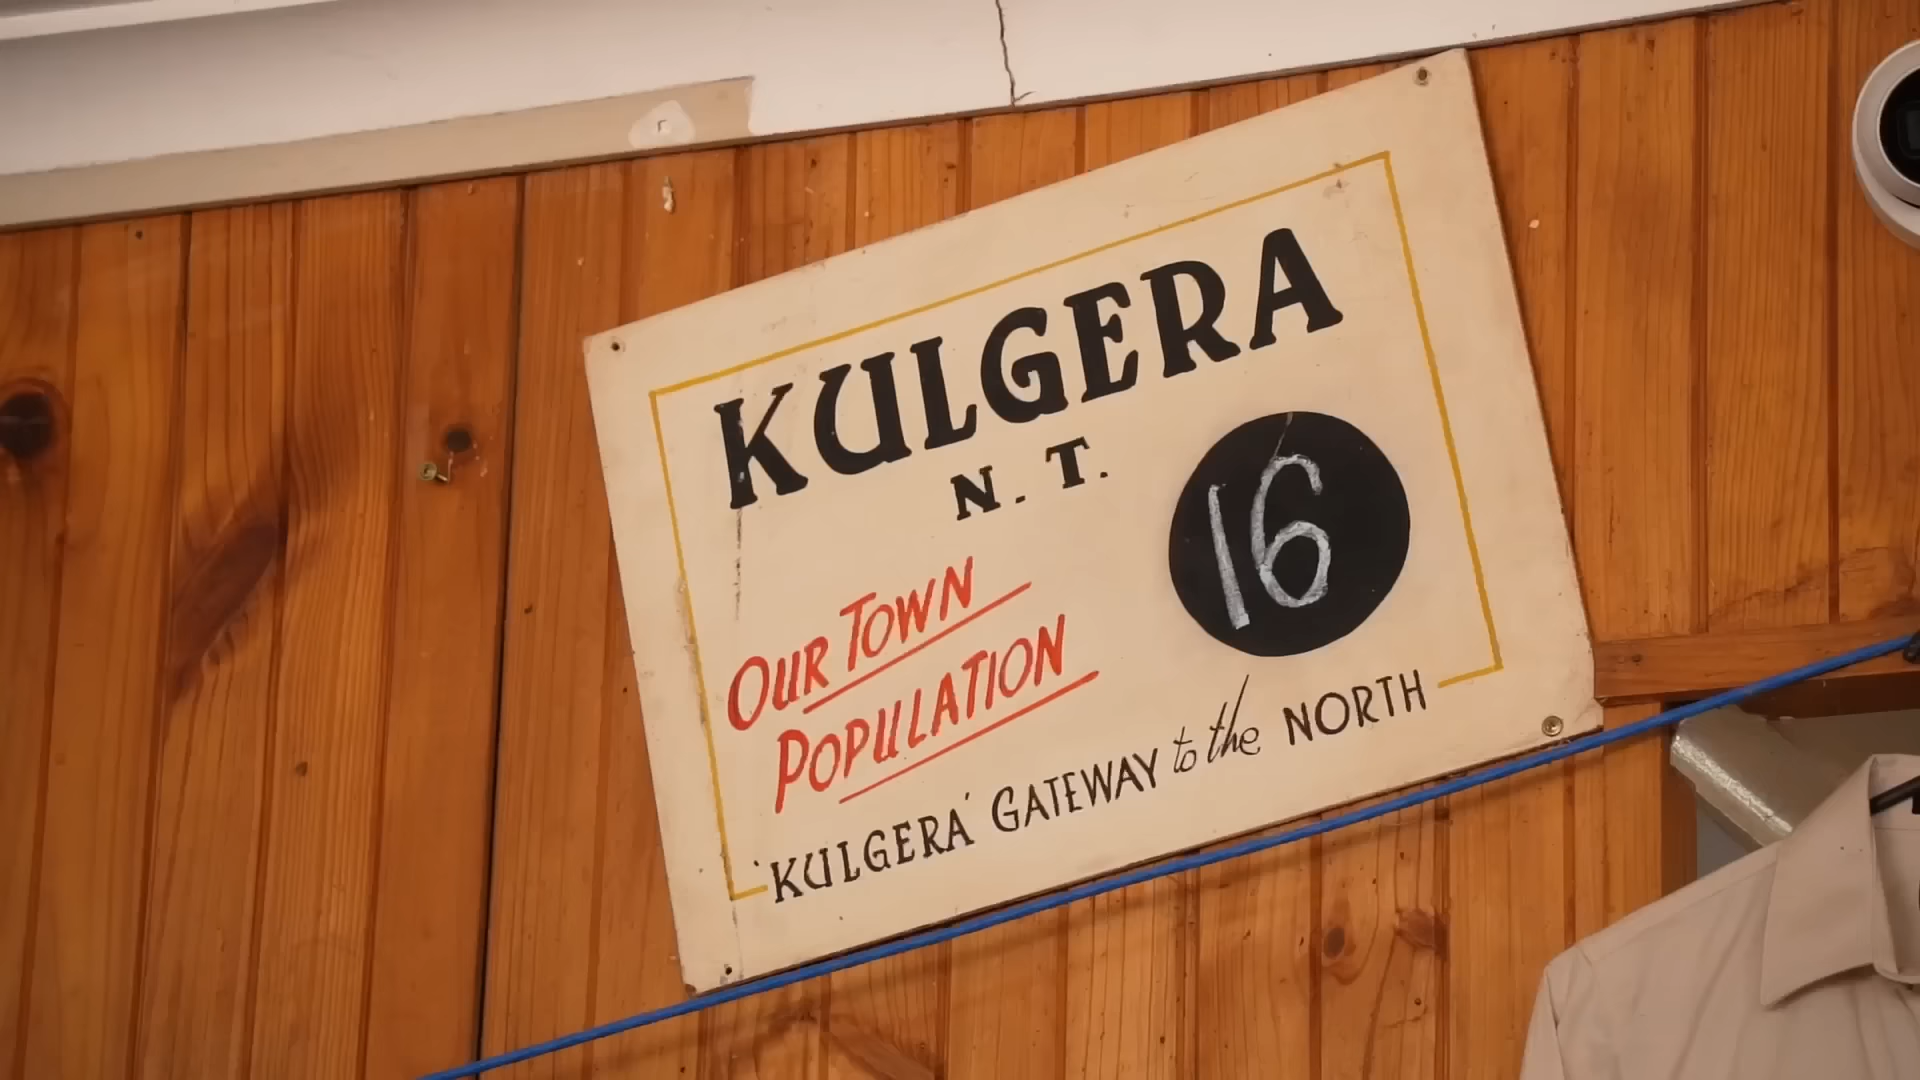 KULGERA
N. T.
16
OUR TOWN
POPULATION
'KULGERA' GATEWAY to the NORTH